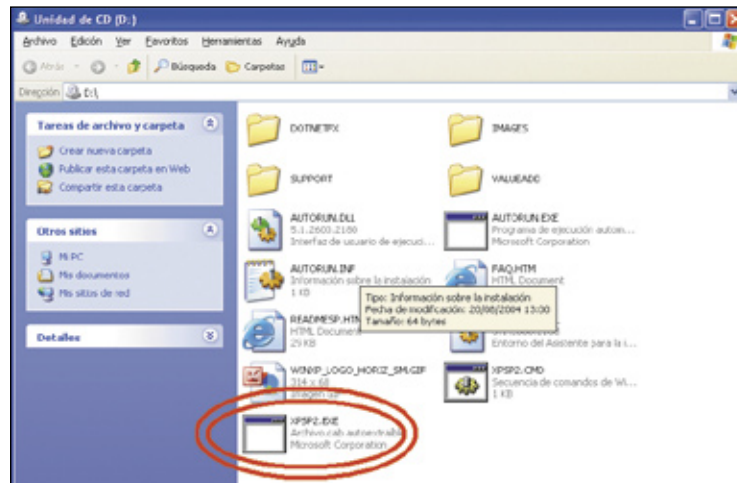 Unidad de CD (D:)
Archivo Edición Ver Favoritos Herramientas Ayuda
Atrás Búsqueda Carpetas
Dirección D:\
Tareas de archivo y carpeta
Crear nueva carpeta
Publicar esta carpeta en Web
Compartir esta carpeta
Otros sitios
Mi PC
Mis documentos
Mis sitios de red
Detalles
DOTNETFX
IMAGES
SUPPORT
VALUEADD
AUTORUN.DLL
5.1.2600.2180
Interfaz de usuario de ejecuci...
AUTORUN.EXE
Programa de ejecución autom...
Microsoft Corporation
AUTORUN.INF
Información sobre la instalación
1 KB
FAQ.HTM
HTML Document
Tipo: Información sobre la instalación
Fecha de modificación: 20/08/2004 13:00
Tamaño: 64 bytes
READMESP.HTM
HTML Document
29 KB
Entorno del Asistente para la i...
WINXP_LOGO_HORIZ_SM.GIF
314 x 68
Imagen GIF
XPSP2.CMD
Secuencia de comandos de Wi...
1 KB
XPSP2.EXE
Archivo cab autoextraíble
Microsoft Corporation